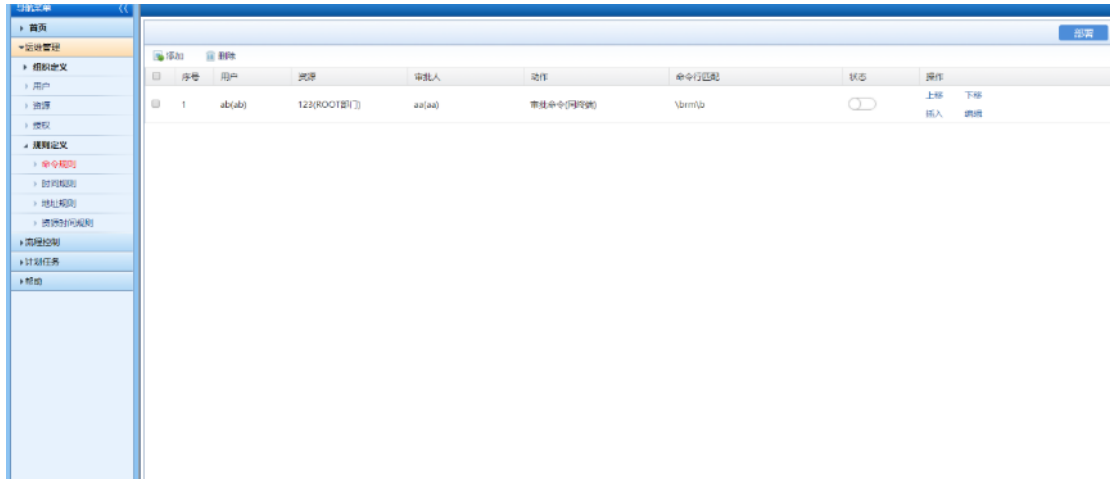 导航菜单 《
首页
运维管理
组织定义
用户
资源
授权
规则定义
命令规则
时间规则
地址规则
资源时间规则
流程控制
计划任务
帮助
部署
添加 删除
序号 用户 资源 审批人 动作 命令行匹配 状态 操作
1 ab(ab) 123(ROOT部门) aa(aa) 审批命令(同终端) \brm\b 上移 下移
插入 编辑